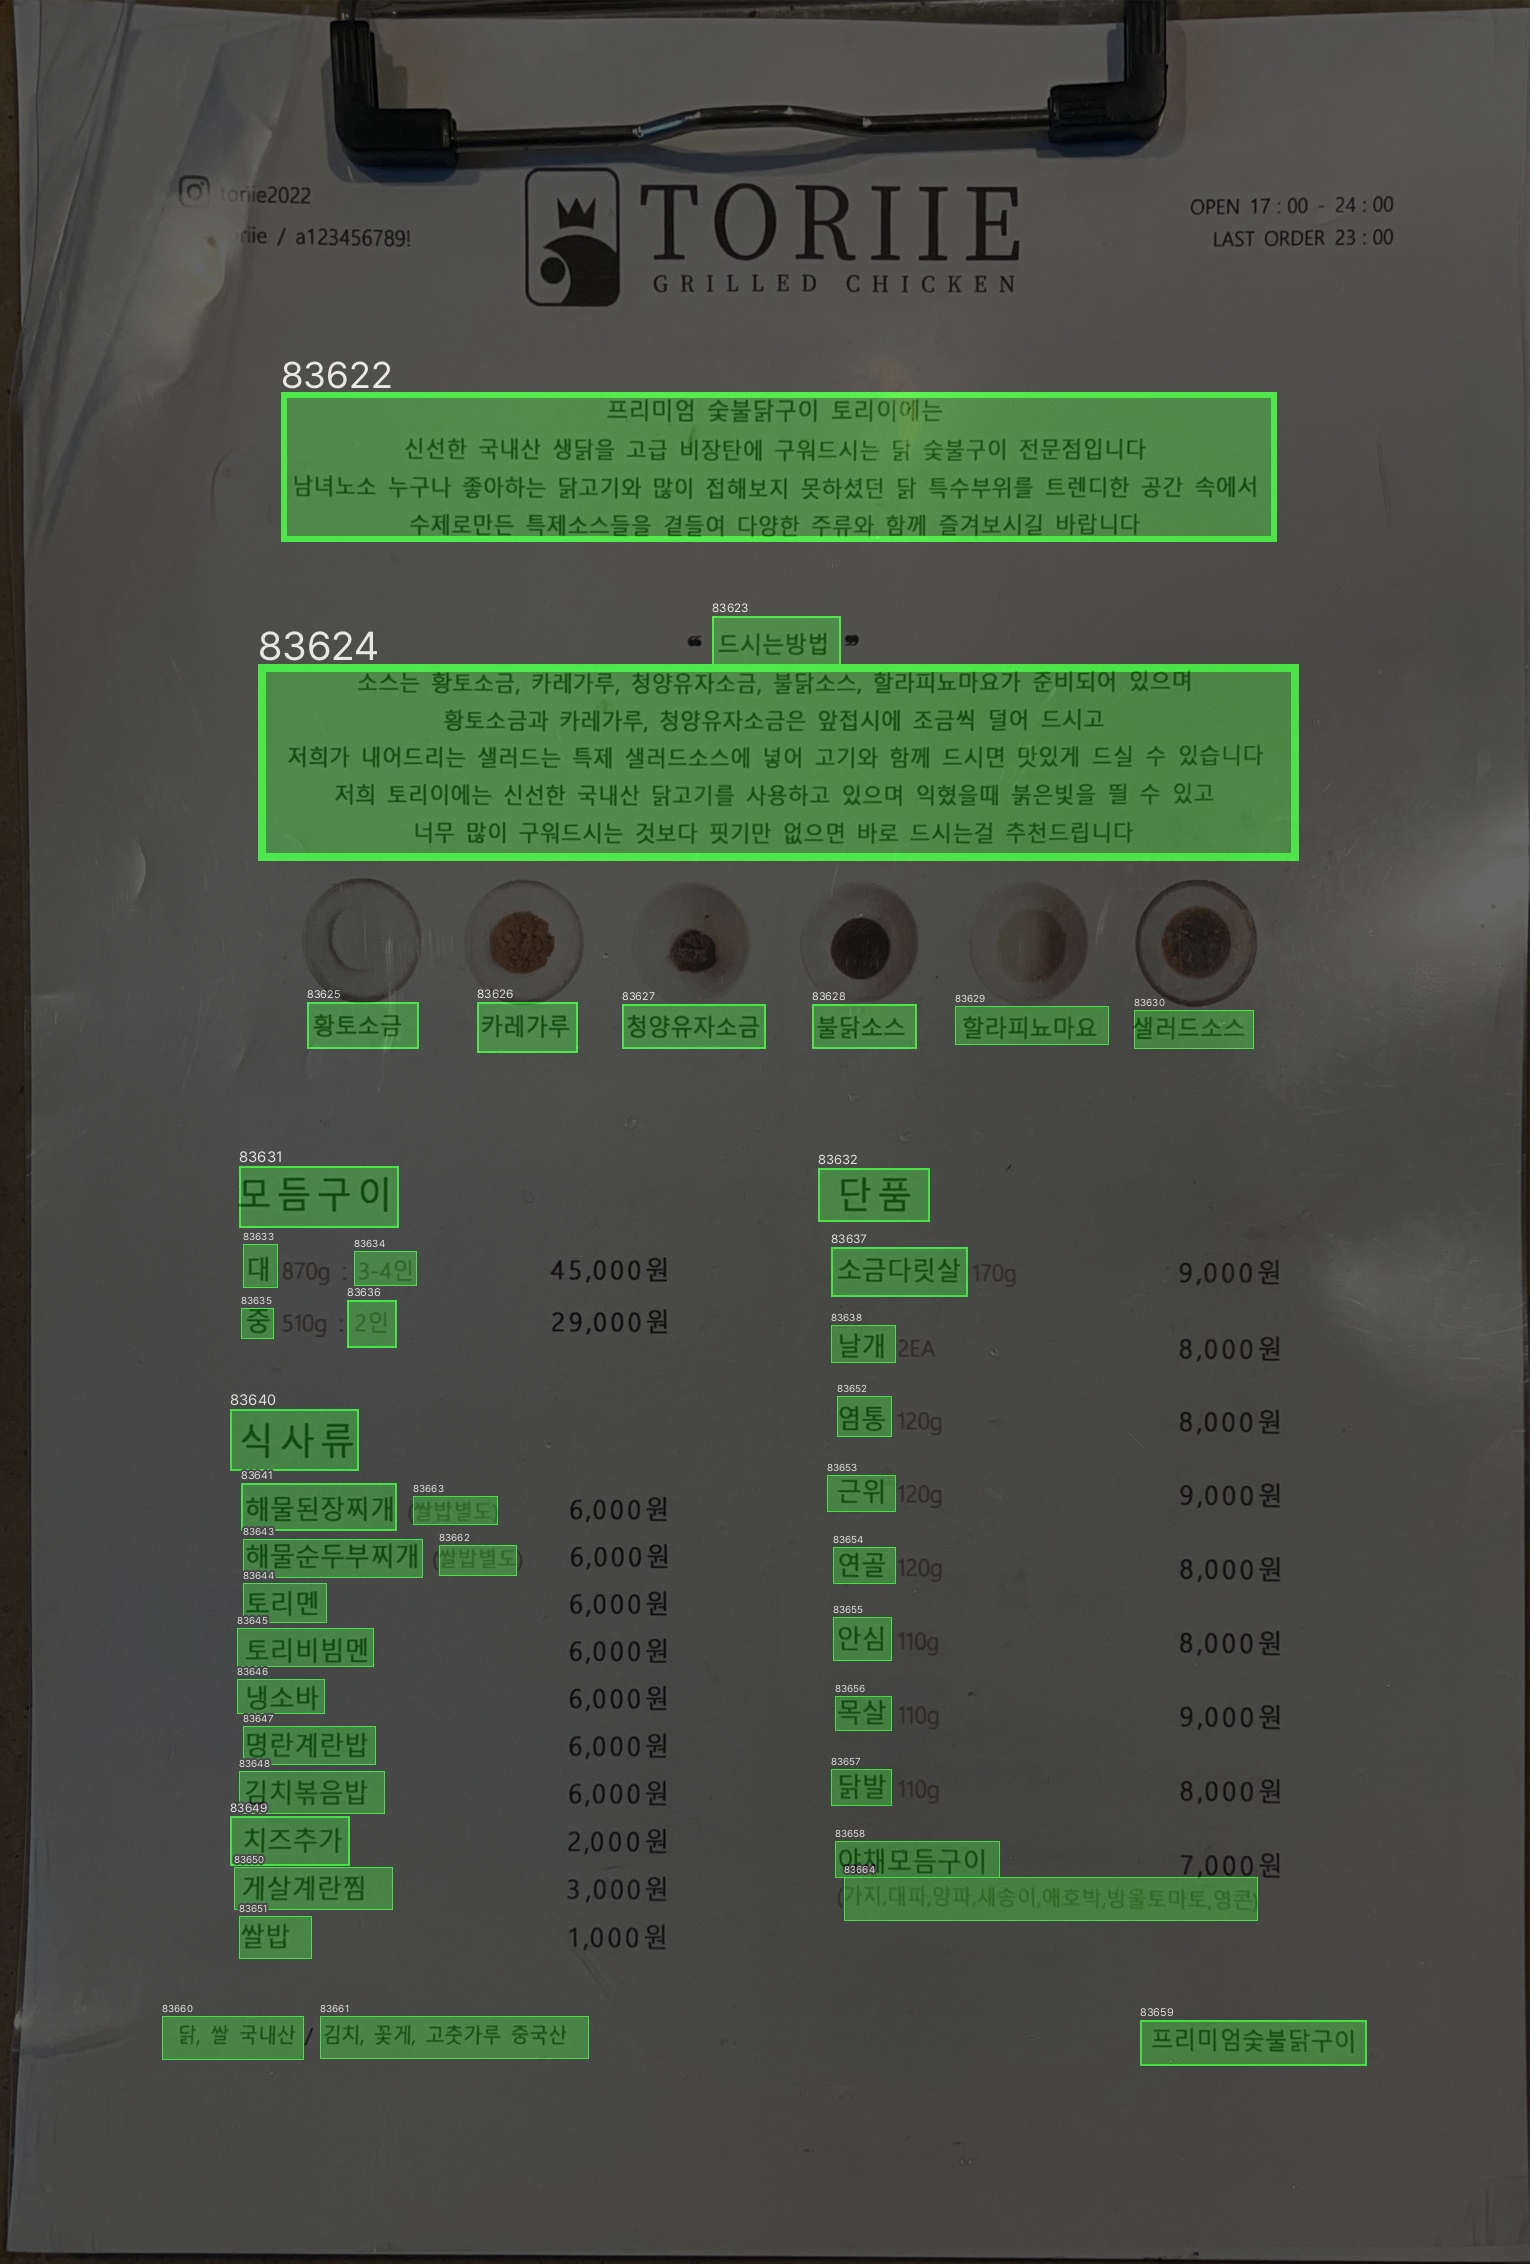 toriie2022
riie / a123456789!
TORIIE
GRILLED CHICKEN
OPEN 17 : 00 - 24 : 00
LAST ORDER 23 : 00
83622
프리미엄 숯불닭구이 토리이에는
신선한 국내산 생닭을 고급 비장탄에 구워드시는 닭 숯불구이 전문점입니다
남녀노소 누구나 좋아하는 닭고기와 많이 접해보지 못하셨던 닭 특수부위를 트렌디한 공간 속에서
수제로만든 특제소스들을 곁들여 다양한 주류와 함께 즐겨보시길 바랍니다
83623
❝ 드시는방법 ❞
83624
소스는 황토소금, 카레가루, 청양유자소금, 불닭소스, 할라피뇨마요가 준비되어 있으며
황토소금과 카레가루, 청양유자소금은 앞접시에 조금씩 덜어 드시고
저희가 내어드리는 샐러드는 특제 샐러드소스에 넣어 고기와 함께 드시면 맛있게 드실 수 있습니다
저희 토리이에는 신선한 국내산 닭고기를 사용하고 있으며 익혔을때 붉은빛을 띌 수 있고
너무 많이 구워드시는 것보다 핏기만 없으면 바로 드시는걸 추천드립니다
83625 83626 83627 83628 83629 83630
황토소금 카레가루 청양유자소금 불닭소스 할라피뇨마요 샐러드소스
83631
모듬구이
83633 83634
대 870g : 3-4인 45,000원
83635 83636
중 510g : 2인 29,000원
83640
식사류
83641 83663
해물된장찌개 (쌀밥별도) 6,000원
83643 83662
해물순두부찌개 (쌀밥별도) 6,000원
83644
토리멘 6,000원
83645
토리비빔멘 6,000원
83646
냉소바 6,000원
83647
명란계란밥 6,000원
83648
김치볶음밥 6,000원
83649
치즈추가 2,000원
83650
게살계란찜 3,000원
83651
쌀밥 1,000원
83632
단품
83637
소금다릿살 170g 9,000원
83638
날개 2EA 8,000원
83652
염통 120g 8,000원
83653
근위 120g 9,000원
83654
연골 120g 8,000원
83655
안심 110g 8,000원
83656
목살 110g 9,000원
83657
닭발 110g 8,000원
83658
야채모듬구이 7,000원
83664
(가지,대파,양파,새송이,애호박,방울토마토,영콘)
83660 83661
닭, 쌀 국내산 / 김치, 꽃게, 고춧가루 중국산
83659
프리미엄숯불닭구이